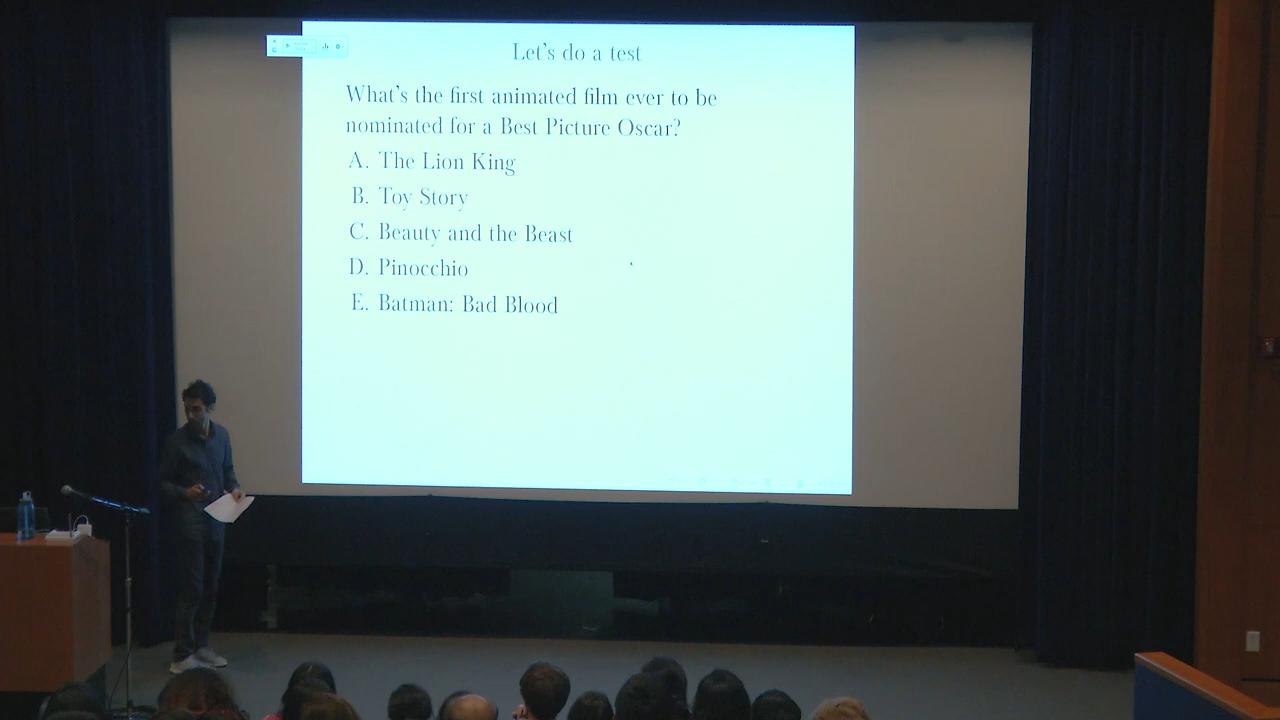 Let's do a test
What's the first animated film ever to be
nominated for a Best Picture Oscar?
A. The Lion King
B. Toy Story
C. Beauty and the Beast
D. Pinocchio
E. Batman: Bad Blood